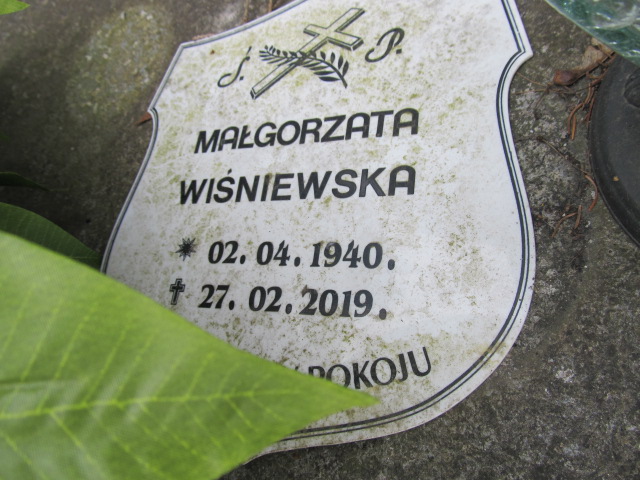 Ś. P.
MAŁGORZATA
WIŚNIEWSKA
02. 04. 1940.
27. 02. 2019.
POKOJU